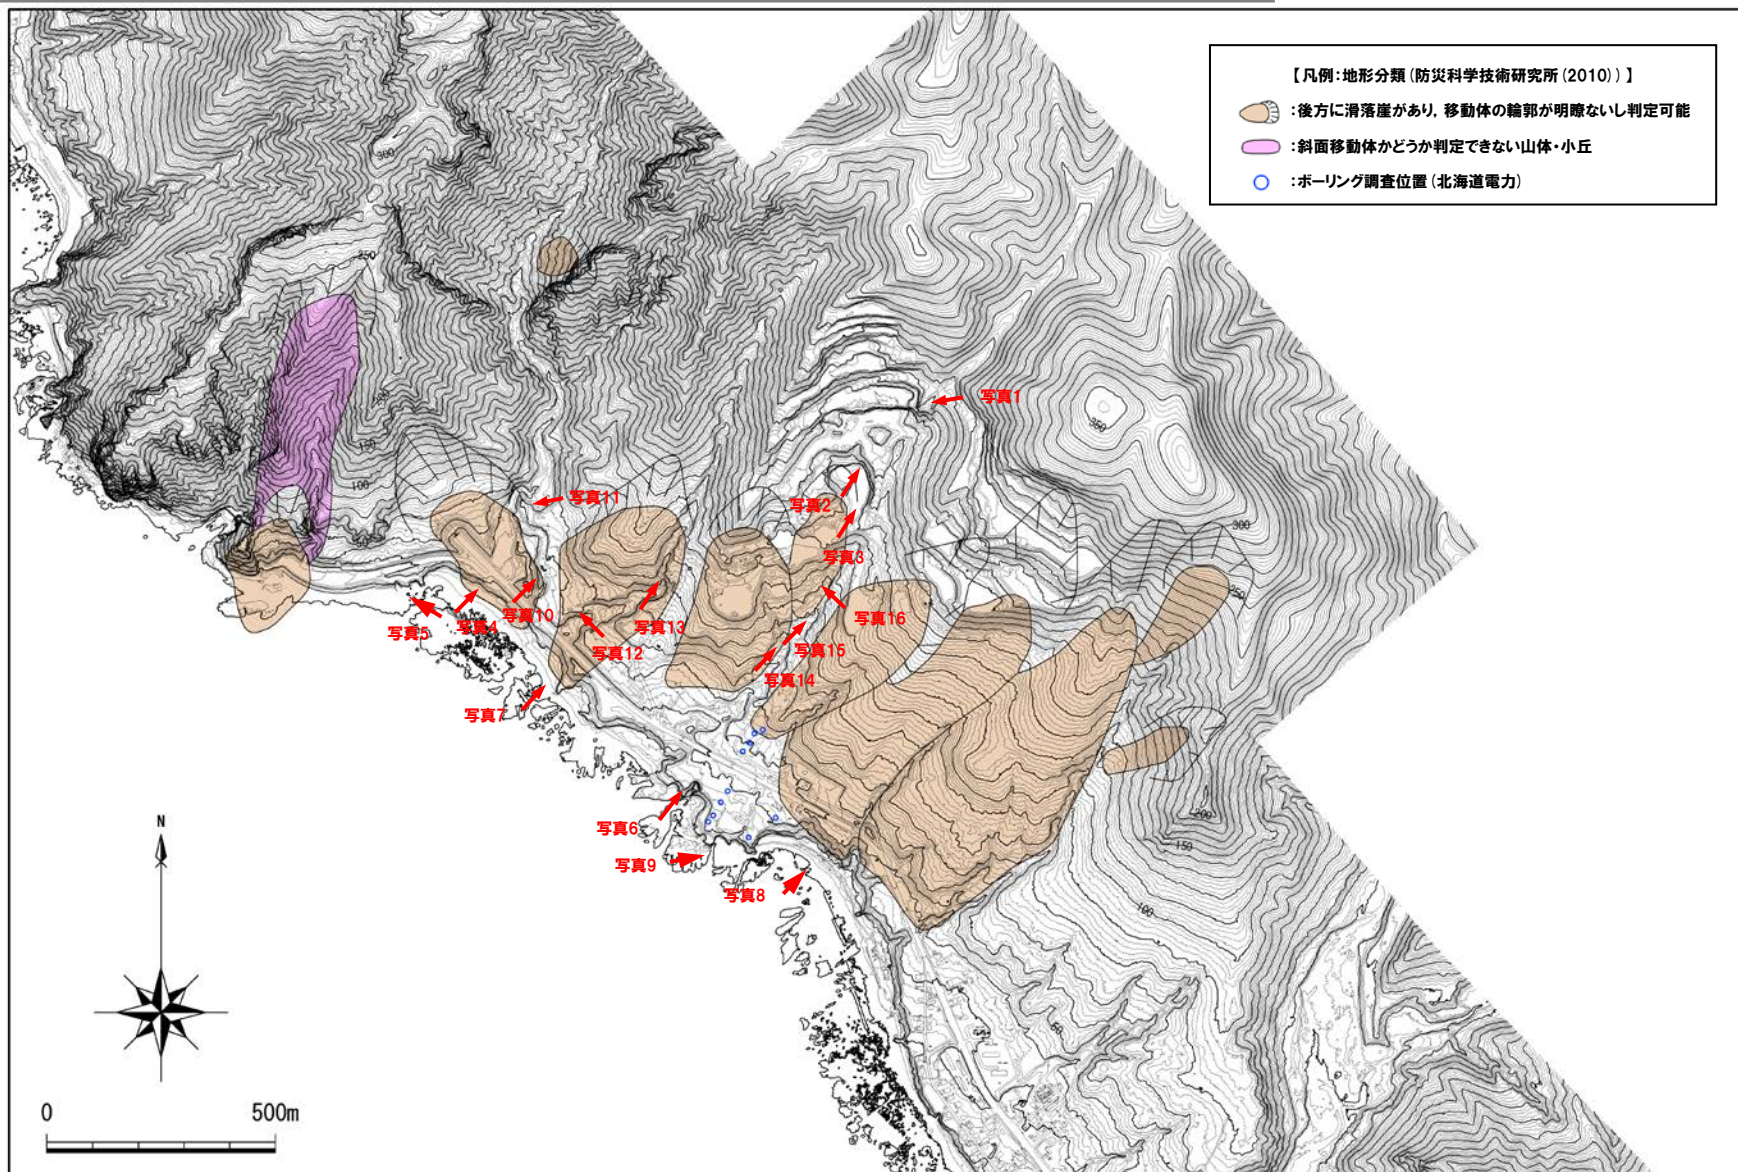 【凡例：地形分類（防災科学技術研究所（2010））】
：後方に滑落崖があり，移動体の輪郭が明瞭ないし判定可能
：斜面移動体かどうか判定できない山体・小丘
：ボーリング調査位置（北海道電力）
300
250
200
150
100
写真1
350
写真2
写真3
写真11
300
250
写真5
写真4
写真10
写真12
写真13
写真14
写真15
写真16
写真7
写真6
写真9
写真8
200
150
100
50
N
0 500m